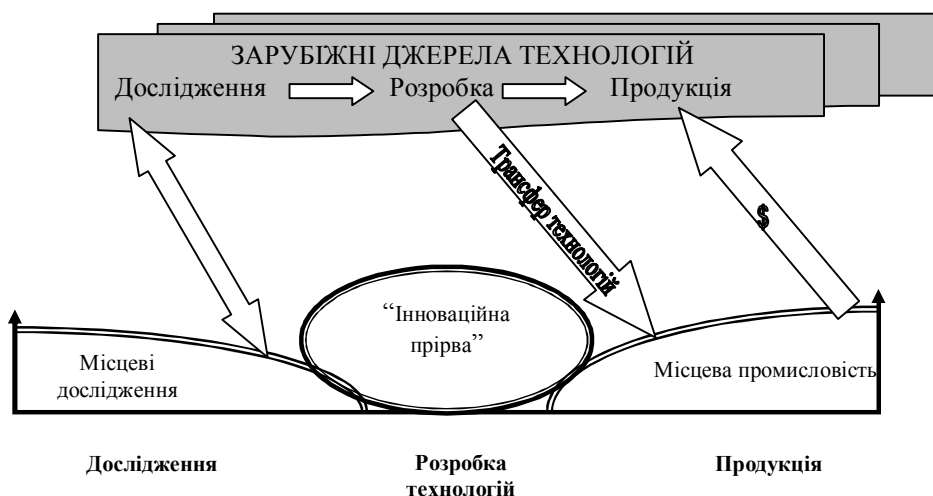 ЗАРУБІЖНІ ДЖЕРЕЛА ТЕХНОЛОГІЙ
Дослідження Розробка Продукція
Трансфер технологій
$
“Інноваційна
прірва”
Місцеві
дослідження
Місцева промисловість
Дослідження
Розробка
технологій
Продукція